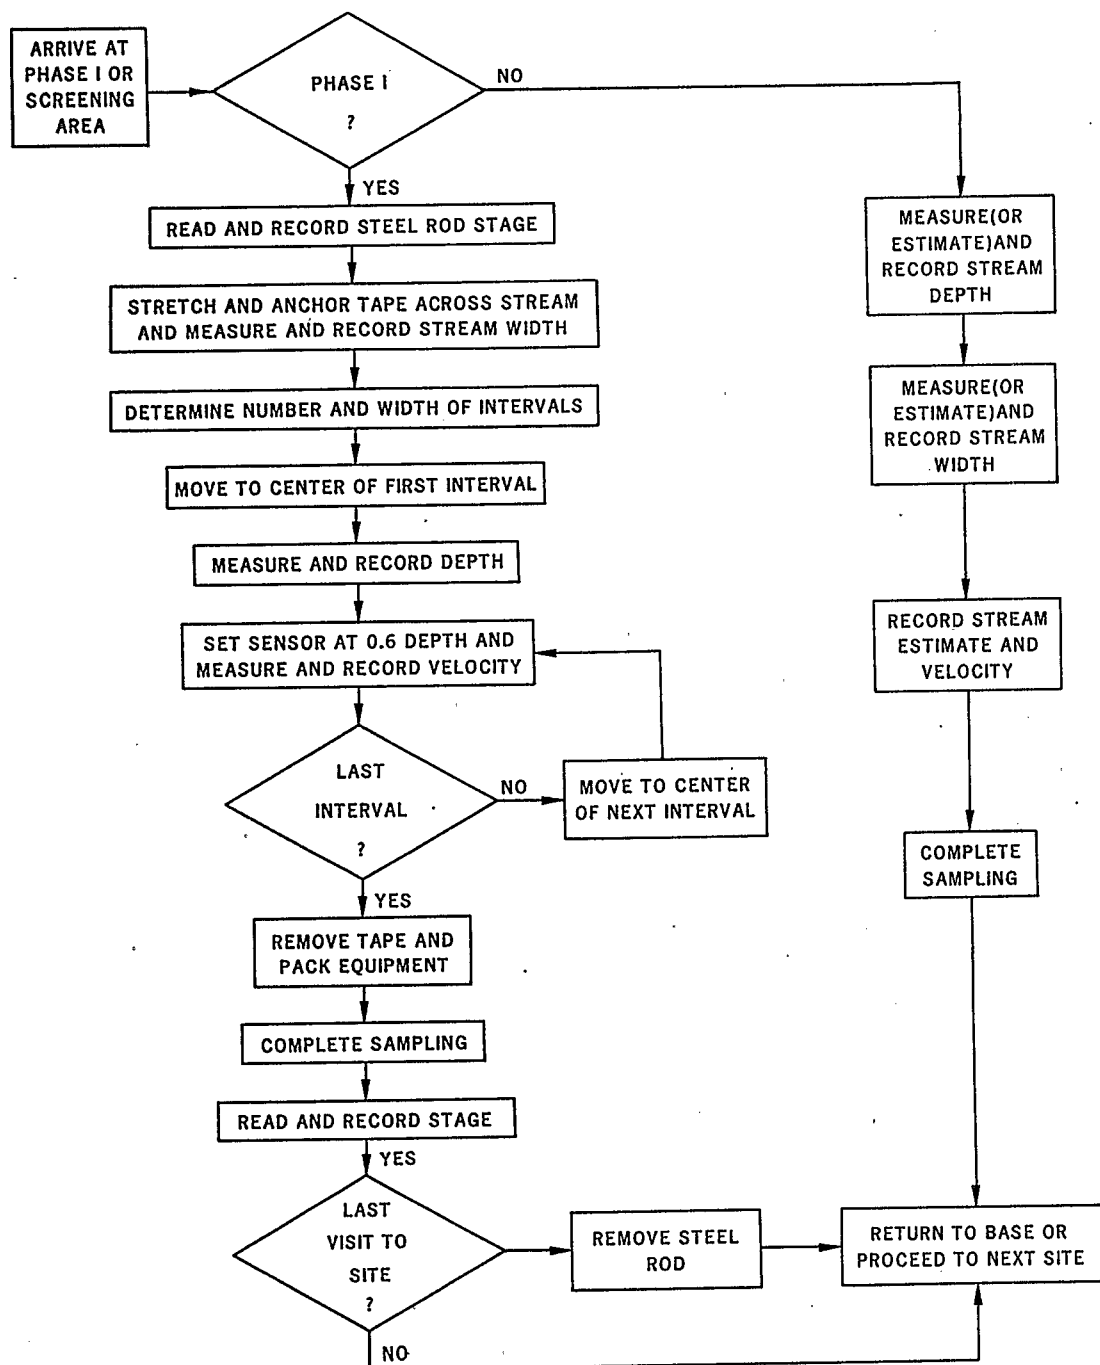 ARRIVE AT
PHASE I OR
SCREENING
AREA
PHASE I
?
NO
YES
READ AND RECORD STEEL ROD STAGE
STRETCH AND ANCHOR TAPE ACROSS STREAM
AND MEASURE AND RECORD STREAM WIDTH
DETERMINE NUMBER AND WIDTH OF INTERVALS
MOVE TO CENTER OF FIRST INTERVAL
MEASURE AND RECORD DEPTH
SET SENSOR AT 0.6 DEPTH AND
MEASURE AND RECORD VELOCITY
LAST
INTERVAL
?
NO
MOVE TO CENTER
OF NEXT INTERVAL
YES
REMOVE TAPE AND
PACK EQUIPMENT
COMPLETE SAMPLING
READ AND RECORD STAGE
YES
LAST
VISIT TO
SITE
?
REMOVE STEEL
ROD
NO
MEASURE(OR
ESTIMATE)AND
RECORD STREAM
DEPTH
MEASURE(OR
ESTIMATE)AND
RECORD STREAM
WIDTH
RECORD STREAM
ESTIMATE AND
VELOCITY
COMPLETE
SAMPLING
RETURN TO BASE OR
PROCEED TO NEXT SITE